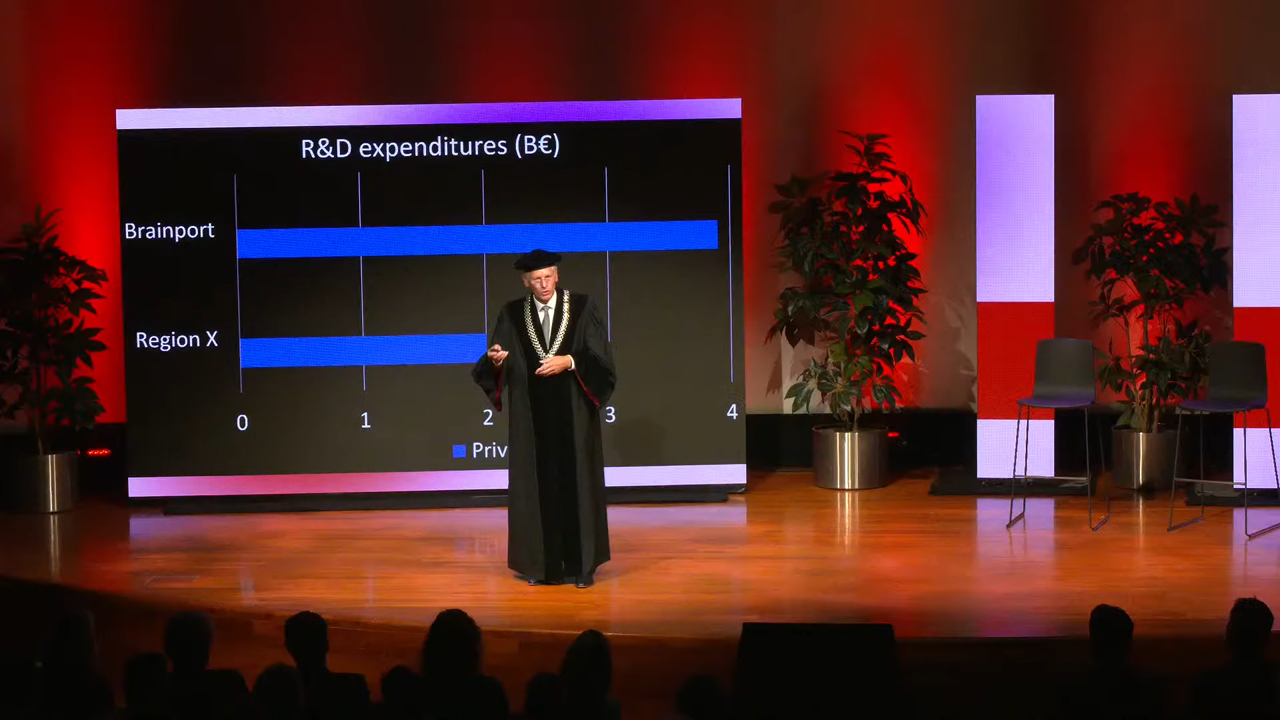 R&D expenditures (B€)
Brainport
Region X
0 1 2 3 4
Priv